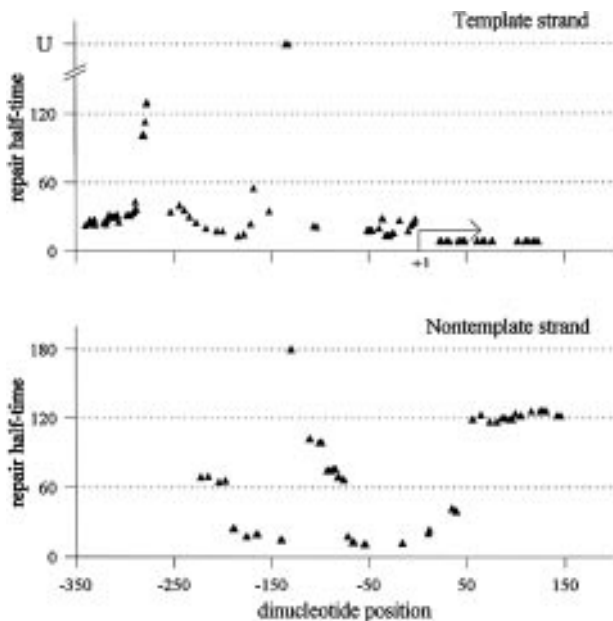 Template strand
U
120
60
0
repair half-time
+1
Nontemplate strand
180
120
60
0
repair half-time
-350 -250 -150 -50 50 150
dinucleotide position